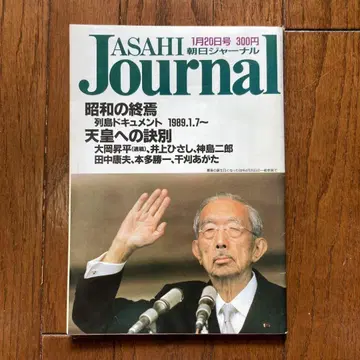 ASAHI
1月20日号 300円
朝日ジャーナル
Journal
昭和の終焉
列島ドキュメント 1989.1.7〜
天皇への訣別
大岡昇平(遺稿)、井上ひさし、神島二郎
田中康夫、本多勝一、干刈あがた